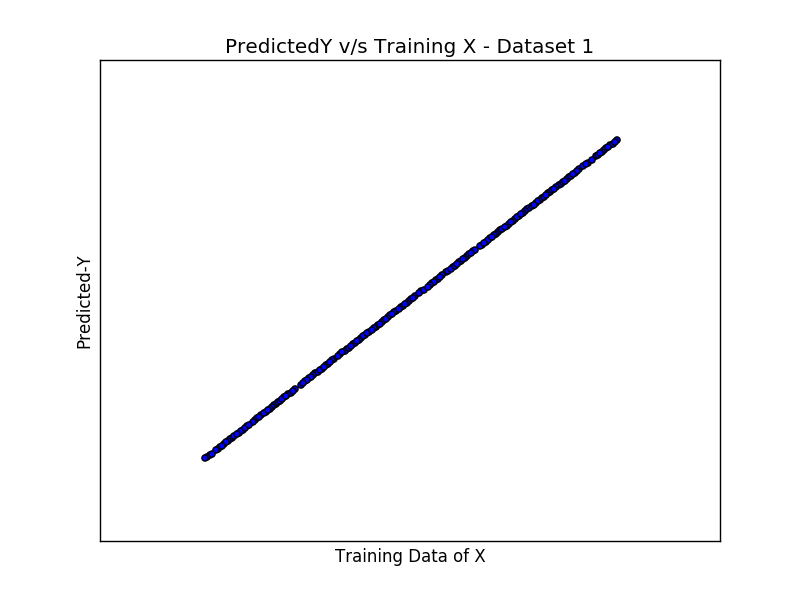 PredictedY v/s Training X - Dataset 1
Predicted-Y
Training Data of X